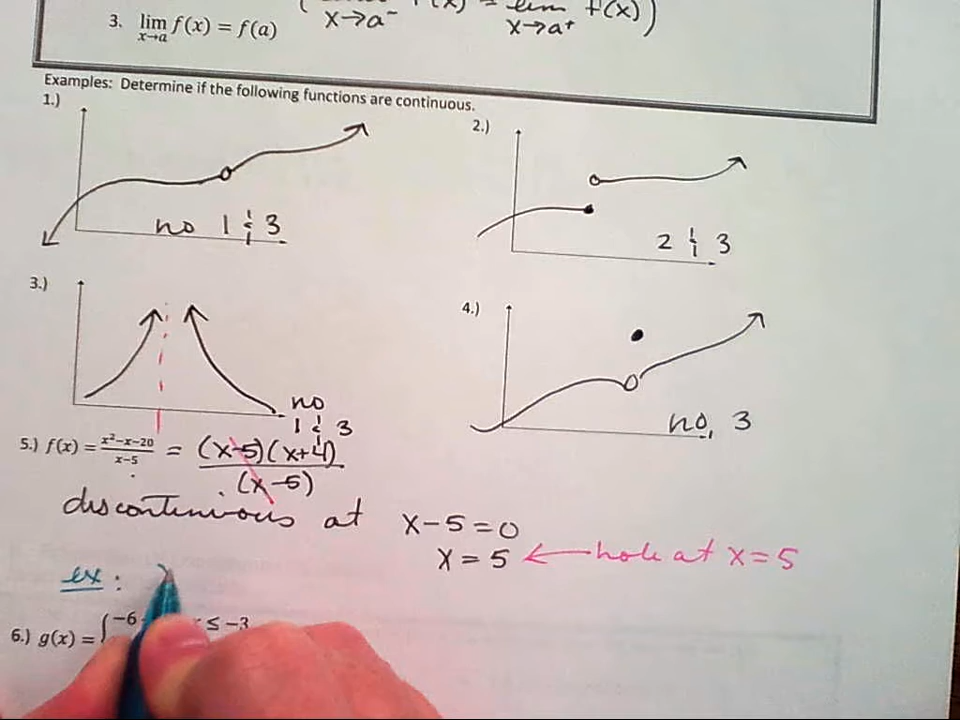 3. lim x→a f(x) = f(a)
x→a⁻ x→a⁺ f(x))
Examples: Determine if the following functions are continuous.
1.) 2.)
no 1 & 3
2 & 3
3.) 4.)
no
1 & 3
no, 3
5.) f(x) = x²−x−20 / x−5 = (x−5)(x+4) / (x−5)
discontinuous at x−5=0
x = 5 ← hole at x=5
ex:
6.) g(x) = { −6 ≤ −3